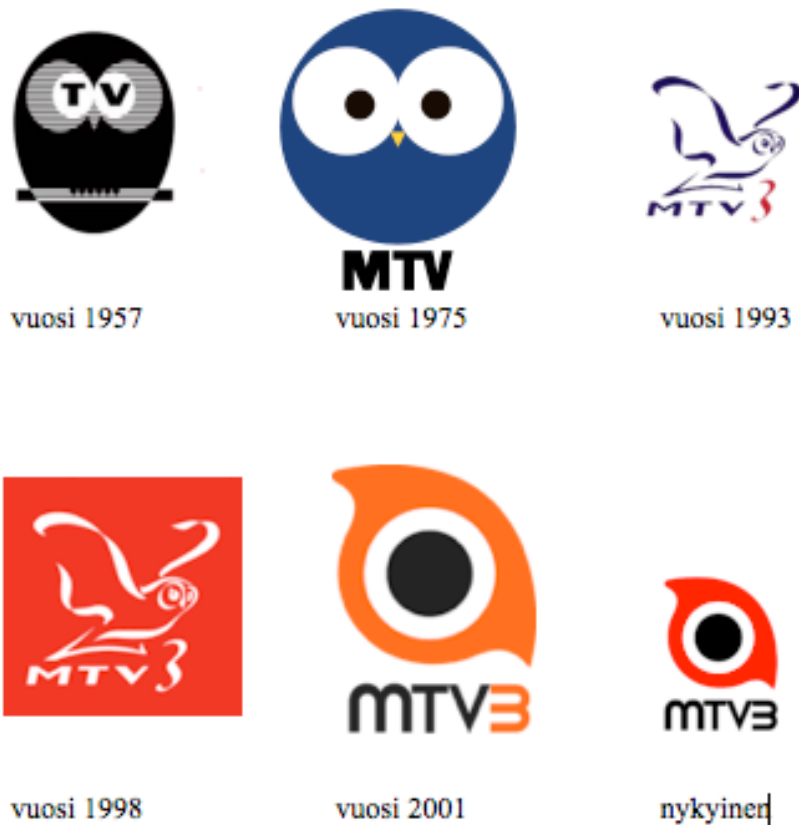 TV
MTV
MTV3
vuosi 1957
vuosi 1975
vuosi 1993
MTV3
MTV3
MTV3
vuosi 1998
vuosi 2001
nykyinen